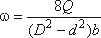 ω = 8Q / (D² − d²)b